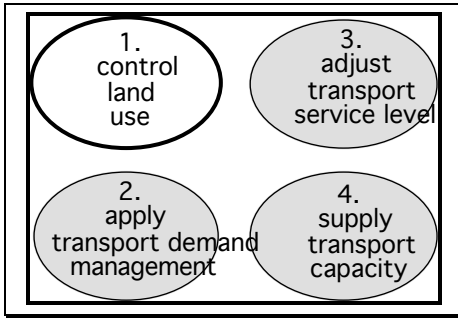 1.
control
land
use
2.
apply
transport demand
management
3.
adjust
transport
service level
4.
supply
transport
capacity